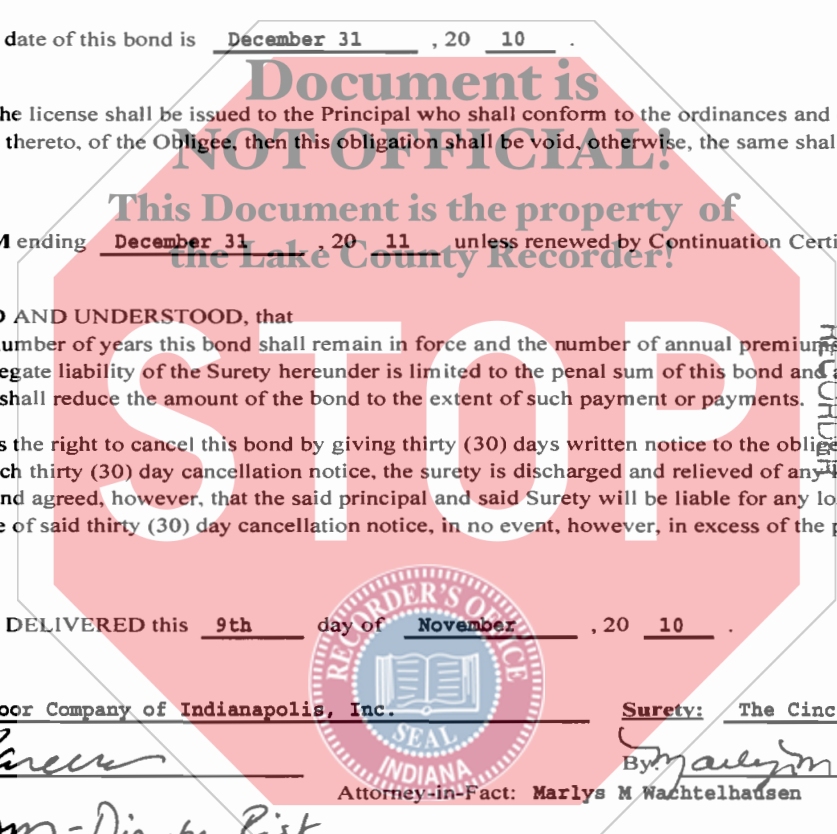 date of this bond is December 31 , 20 10 .
Document is
he license shall be issued to the Principal who shall conform to the ordinances and
NOT OFFICIAL!
thereto, of the Obligee, then this obligation shall be void, otherwise, the same shal
This Document is the property of
M ending December 31 , 20 11 unless renewed by Continuation Certi
the Lake County Recorder!
D AND UNDERSTOOD, that
umber of years this bond shall remain in force and the number of annual premiums
egate liability of the Surety hereunder is limited to the penal sum of this bond and a
shall reduce the amount of the bond to the extent of such payment or payments.
RECORDER
STOP
s the right to cancel this bond by giving thirty (30) days written notice to the oblige
ch thirty (30) day cancellation notice, the surety is discharged and relieved of any
nd agreed, however, that the said principal and said Surety will be liable for any lo
e of said thirty (30) day cancellation notice, in no event, however, in excess of the p
DELIVERED this 9th day of November , 20 10 .
RECORDER'S OFFICE
SEAL
INDIANA
oor Company of Indianapolis, Inc.
Surety: The Cinc
By: Marlys M
Attorney-in-Fact: Marlys M Wachtelhausen
Risk